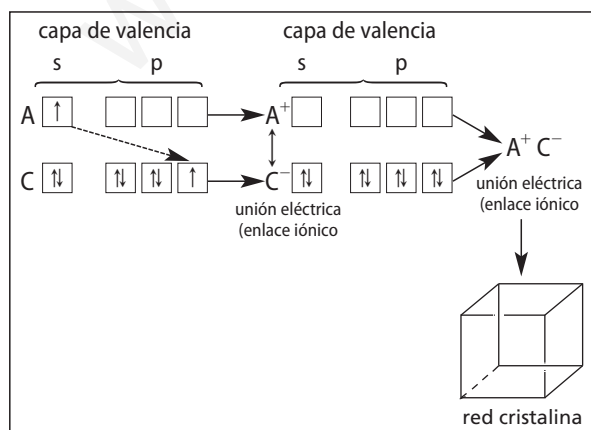 capa de valencia
capa de valencia
s p s p
A A⁺
C C⁻
unión eléctrica
(enlace iónico
A⁺ C⁻
unión eléctrica
(enlace iónico
red cristalina